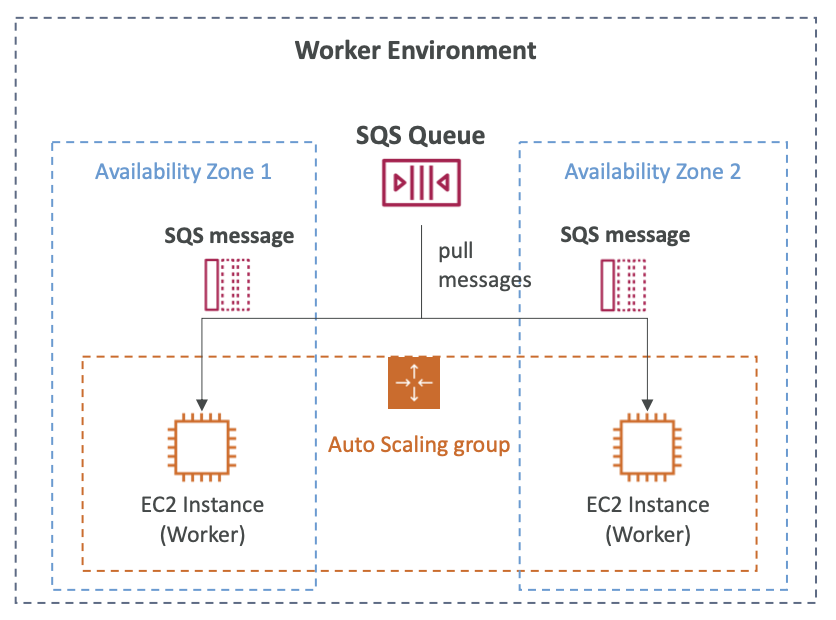 Worker Environment
SQS Queue
Availability Zone 1
Availability Zone 2
SQS message
SQS message
pull
messages
Auto Scaling group
EC2 Instance
(Worker)
EC2 Instance
(Worker)